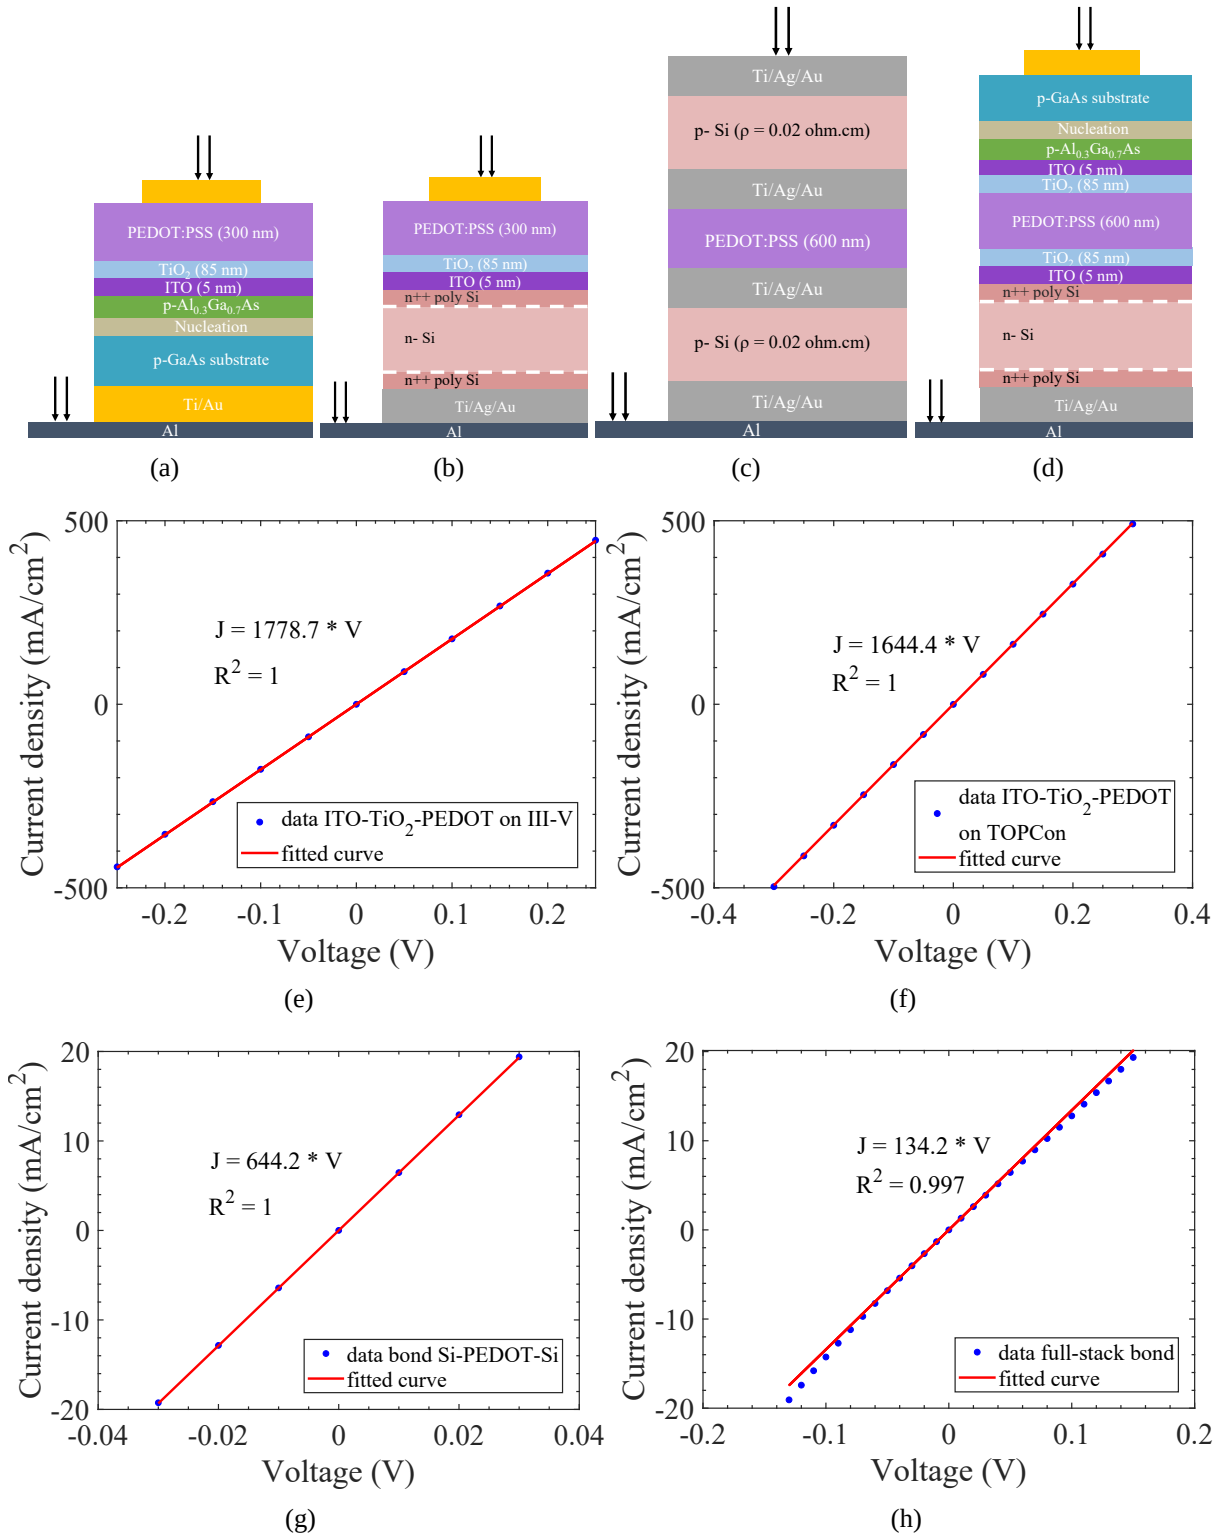 Ti/Au
Al
PEDOT:PSS (300 nm)
TiO₂ (85 nm)
ITO (5 nm)
p-Al₀.₃Ga₀.₇As
Nucleation
p-GaAs substrate
(a)
PEDOT:PSS (300 nm)
TiO₂ (85 nm)
ITO (5 nm)
n++ poly Si
n- Si
n++ poly Si
Ti/Ag/Au
Al
(b)
Ti/Ag/Au
p- Si (ρ = 0.02 ohm.cm)
Ti/Ag/Au
PEDOT:PSS (600 nm)
Ti/Ag/Au
p- Si (ρ = 0.02 ohm.cm)
Ti/Ag/Au
Al
(c)
p-GaAs substrate
Nucleation
p-Al₀.₃Ga₀.₇As
ITO (5 nm)
TiO₂ (85 nm)
PEDOT:PSS (600 nm)
TiO₂ (85 nm)
ITO (5 nm)
n++ poly Si
n- Si
n++ poly Si
Ti/Ag/Au
Al
(d)
Current density (mA/cm²)
500
0
-500
J = 1778.7 * V
R² = 1
data ITO-TiO₂-PEDOT on III-V
fitted curve
-0.2 -0.1 0 0.1 0.2
Voltage (V)
(e)
Current density (mA/cm²)
500
0
-500
J = 1644.4 * V
R² = 1
data ITO-TiO₂-PEDOT
on TOPCon
fitted curve
-0.4 -0.2 0 0.2 0.4
Voltage (V)
(f)
Current density (mA/cm²)
20
10
0
-10
-20
J = 644.2 * V
R² = 1
data bond Si-PEDOT-Si
fitted curve
-0.04 -0.02 0 0.02 0.04
Voltage (V)
(g)
Current density (mA/cm²)
20
10
0
-10
-20
J = 134.2 * V
R² = 0.997
data full-stack bond
fitted curve
-0.2 -0.1 0 0.1 0.2
Voltage (V)
(h)